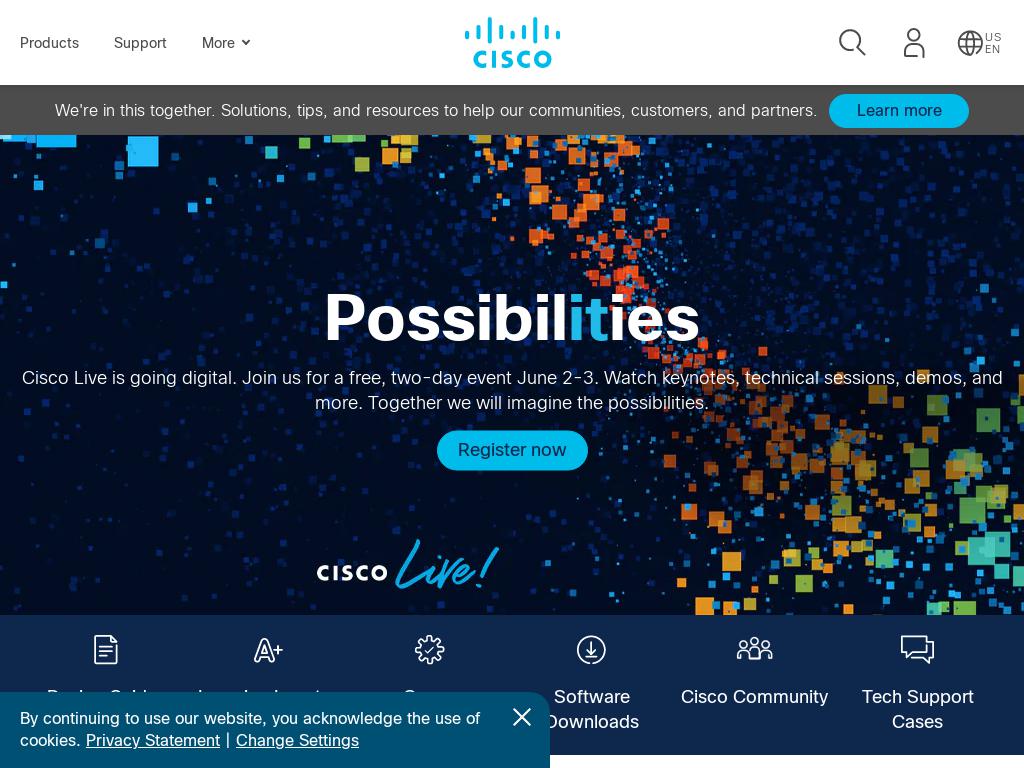 Products
Support
More
CISCO
US
EN
We're in this together. Solutions, tips, and resources to help our communities, customers, and partners.
Learn more
Possibilities
Cisco Live is going digital. Join us for a free, two-day event June 2-3. Watch keynotes, technical sessions, demos, and
more. Together we will imagine the possibilities.
Register now
CISCO Live!
A+
Software
Downloads
Cisco Community
Tech Support
Cases
By continuing to use our website, you acknowledge the use of
cookies. Privacy Statement | Change Settings